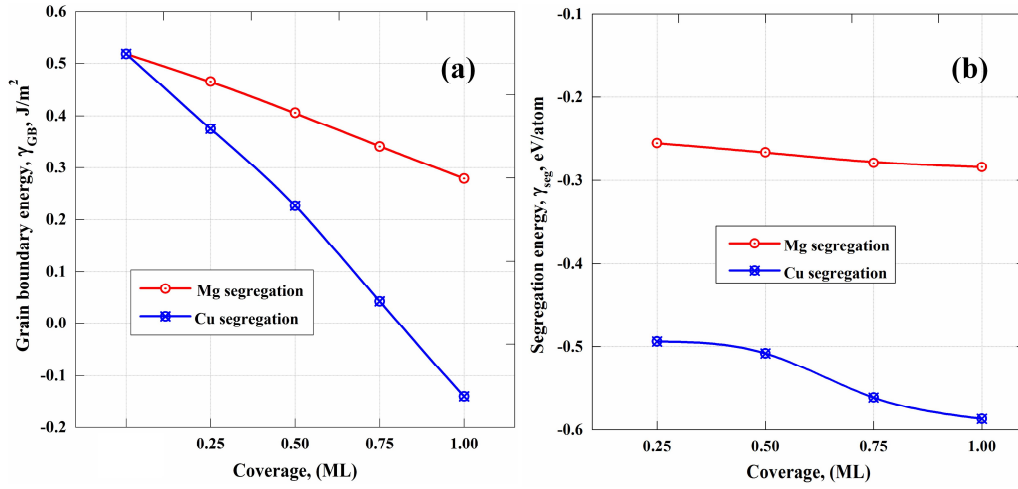 0.6
0.5
0.4
0.3
0.2
0.1
0.0
-0.1
-0.2
Grain boundary energy, γGB, J/m²
(a)
Mg segregation
Cu segregation
0.25 0.50 0.75 1.00
Coverage, (ML)
-0.1
-0.2
-0.3
-0.4
-0.5
-0.6
Segregation energy, γseg, eV/atom
(b)
Mg segregation
Cu segregation
0.25 0.50 0.75 1.00
Coverage, (ML)